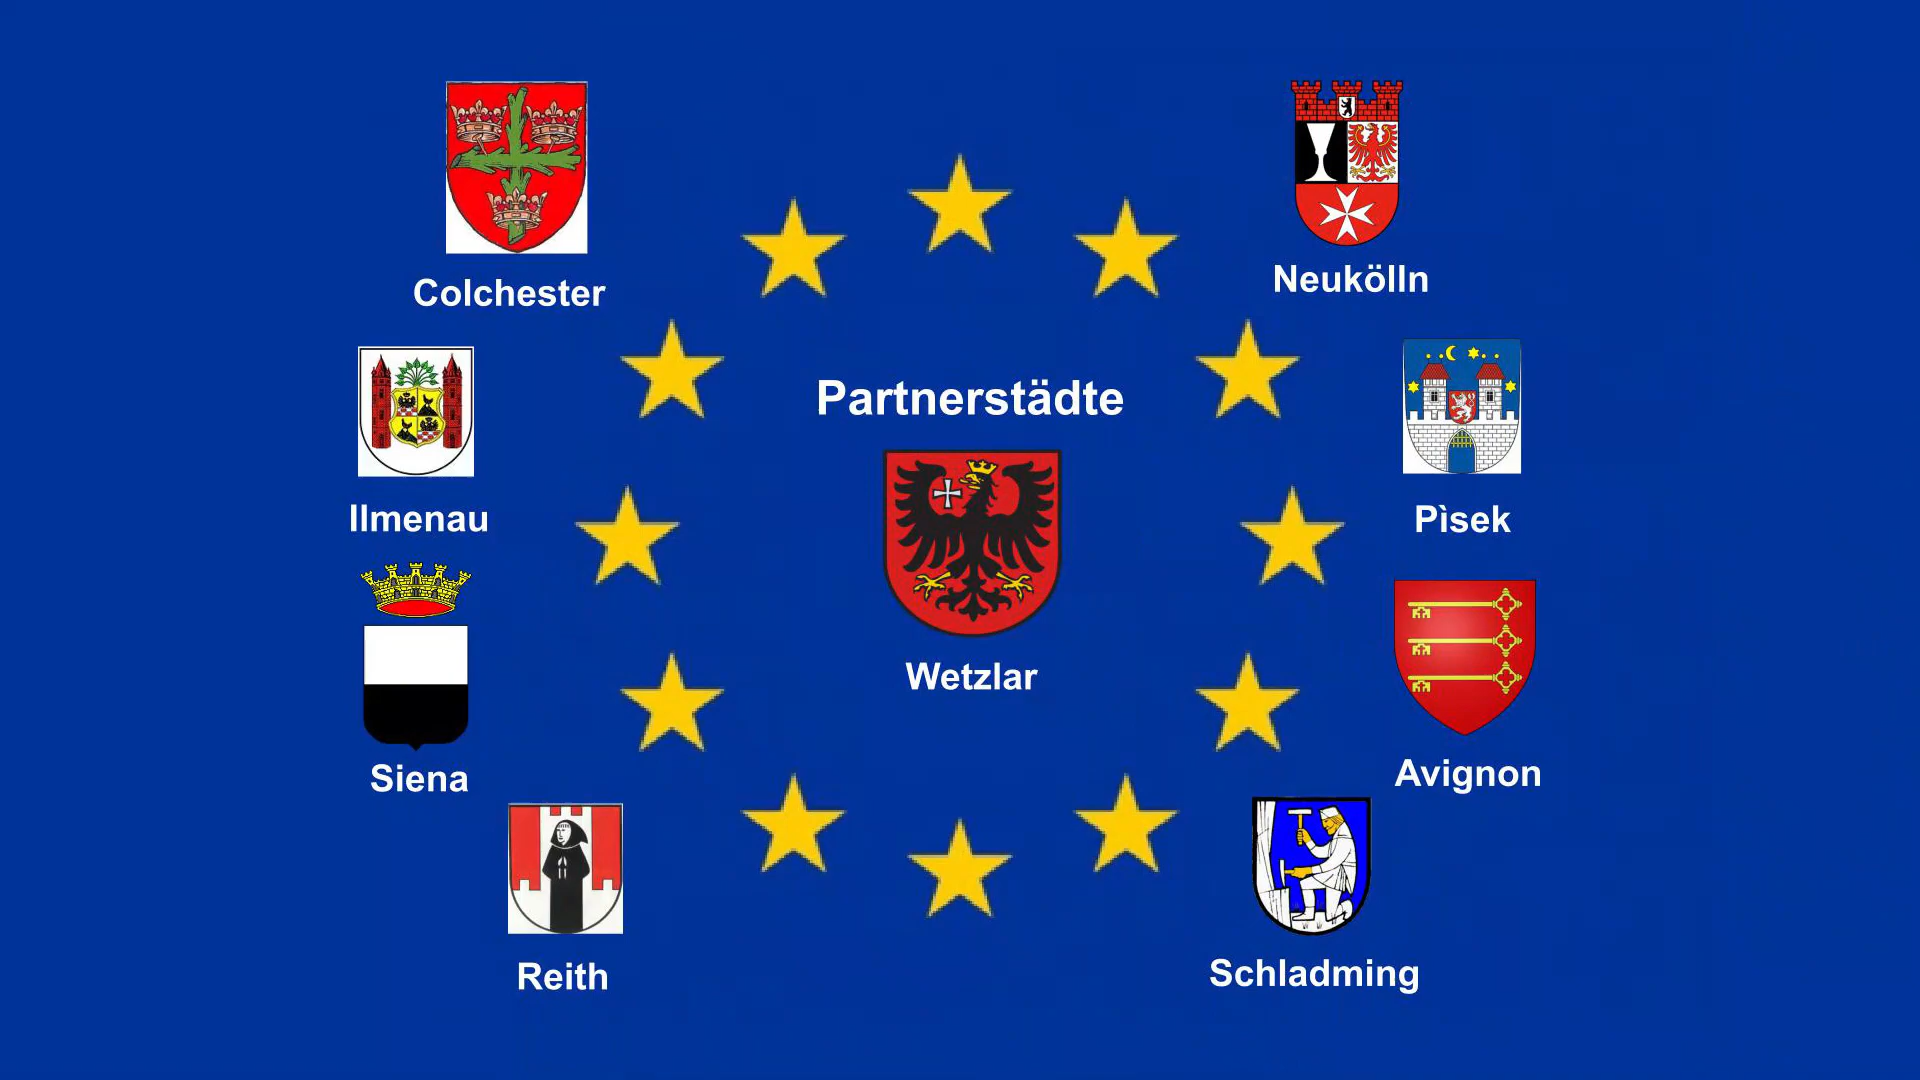 Colchester
Neukölln
Partnerstädte
Ilmenau
Pìsek
Wetzlar
Siena
Avignon
Reith
Schladming